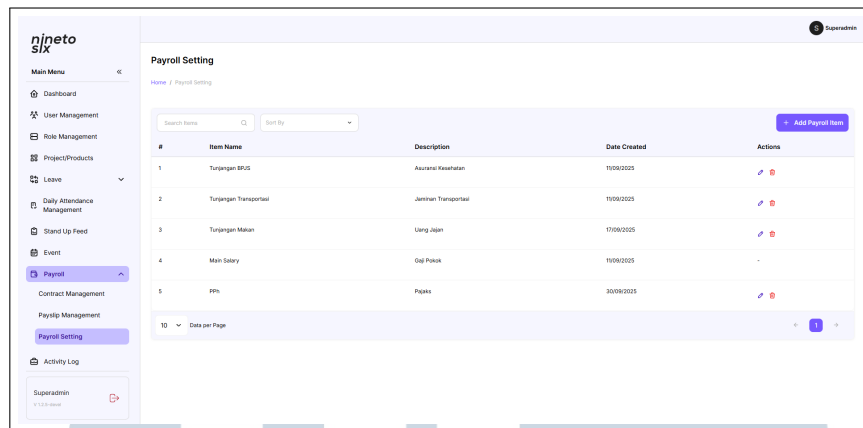 nineto
six
S Superadmin
Main Menu
Dashboard
User Management
Role Management
Project/Products
Leave
Daily Attendance
Management
Stand Up Feed
Event
Payroll
Contract Management
Payslip Management
Payroll Setting
Activity Log
Superadmin
Payroll Setting
Home / Payroll Setting
Search Items
Sort By
+ Add Payroll Item
# Item Name Description Date Created Actions
1 Tunjangan BPJS Asuransi Kesehatan 11/09/2025
2 Tunjangan Transportasi Jaminan Transportasi 11/09/2025
3 Tunjangan Makan Uang Jajan 17/09/2025
4 Main Salary Gaji Pokok 11/09/2025 -
5 PPn Pajaks 30/09/2025
10 Data per Page
1